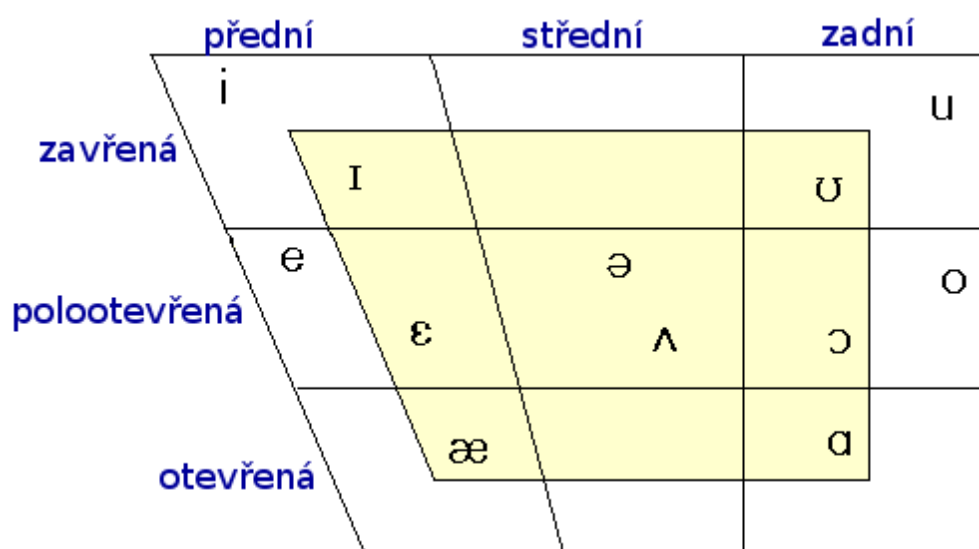 přední střední zadní
i u
zavřená
ɪ ʊ
e ə o
polootevřená
ɛ ʌ ɔ
æ ɑ
otevřená